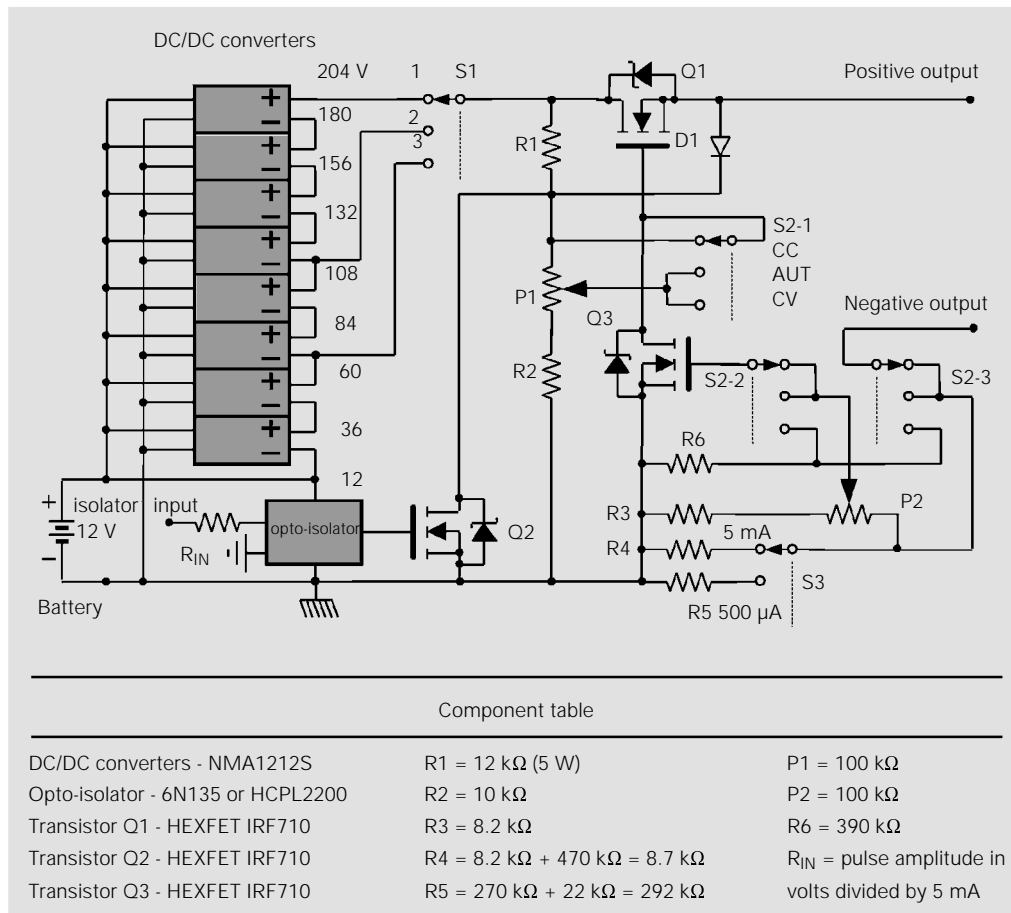 DC/DC converters
204 V
1
S1
Q1
Positive output
+
−
180
2
3
R1
D1
+
−
156
+
−
132
S2-1
CC
AUT
CV
+
−
108
P1
Negative output
+
−
84
Q3
+
−
60
R2
S2-2
S2-3
+
−
36
R6
+
−
12
P2
+
isolator input
12 V
opto-isolator
R3
5 mA
−
RIN
Q2
R4
S3
Battery
R5 500 µA
Component table
DC/DC converters - NMA1212S R1 = 12 kΩ (5 W) P1 = 100 kΩ
Opto-isolator - 6N135 or HCPL2200 R2 = 10 kΩ P2 = 100 kΩ
Transistor Q1 - HEXFET IRF710 R3 = 8.2 kΩ R6 = 390 kΩ
Transistor Q2 - HEXFET IRF710 R4 = 8.2 kΩ + 470 kΩ = 8.7 kΩ RIN = pulse amplitude in
Transistor Q3 - HEXFET IRF710 R5 = 270 kΩ + 22 kΩ = 292 kΩ volts divided by 5 mA